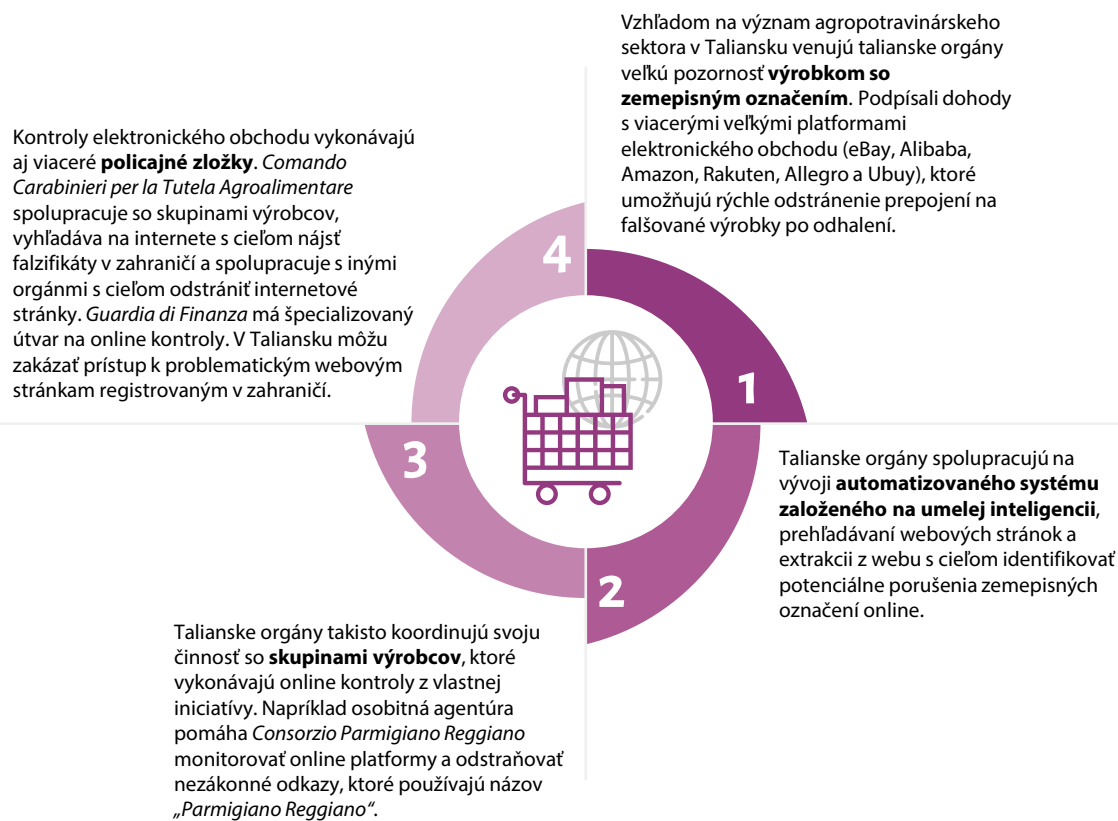 Vzhľadom na význam agropotravinárskeho
sektora v Taliansku venujú talianske orgány
veľkú pozornosť výrobkom so
zemepisným označením. Podpísali dohody
s viacerými veľkými platformami
elektronického obchodu (eBay, Alibaba,
Amazon, Rakuten, Allegro a Ubuy), ktoré
umožňujú rýchle odstránenie prepojení na
falšované výrobky po odhalení.
1
Talianske orgány spolupracujú na
vývoji automatizovaného systému
založeného na umelej inteligencii,
prehľadávaní webových stránok a
extrakcii z webu s cieľom identifikovať
potenciálne porušenia zemepisných
označení online.
2
Talianske orgány takisto koordinujú svoju
činnosť so skupinami výrobcov, ktoré
vykonávajú online kontroly z vlastnej
iniciatívy. Napríklad osobitná agentúra
pomáha Consorzio Parmigiano Reggiano
monitorovať online platformy a odstraňovať
nezákonné odkazy, ktoré používajú názov
„Parmigiano Reggiano“.
3
Kontroly elektronického obchodu vykonávajú
aj viaceré policajné zložky. Comando
Carabinieri per la Tutela Agroalimentare
spolupracuje so skupinami výrobcov,
vyhľadáva na internete s cieľom nájsť
falzifikáty v zahraničí a spolupracuje s inými
orgánmi s cieľom odstrániť internetové
stránky. Guardia di Finanza má špecializovaný
útvar na online kontroly. V Taliansku môžu
zakázať prístup k problematickým webovým
stránkam registrovaným v zahraničí.
4